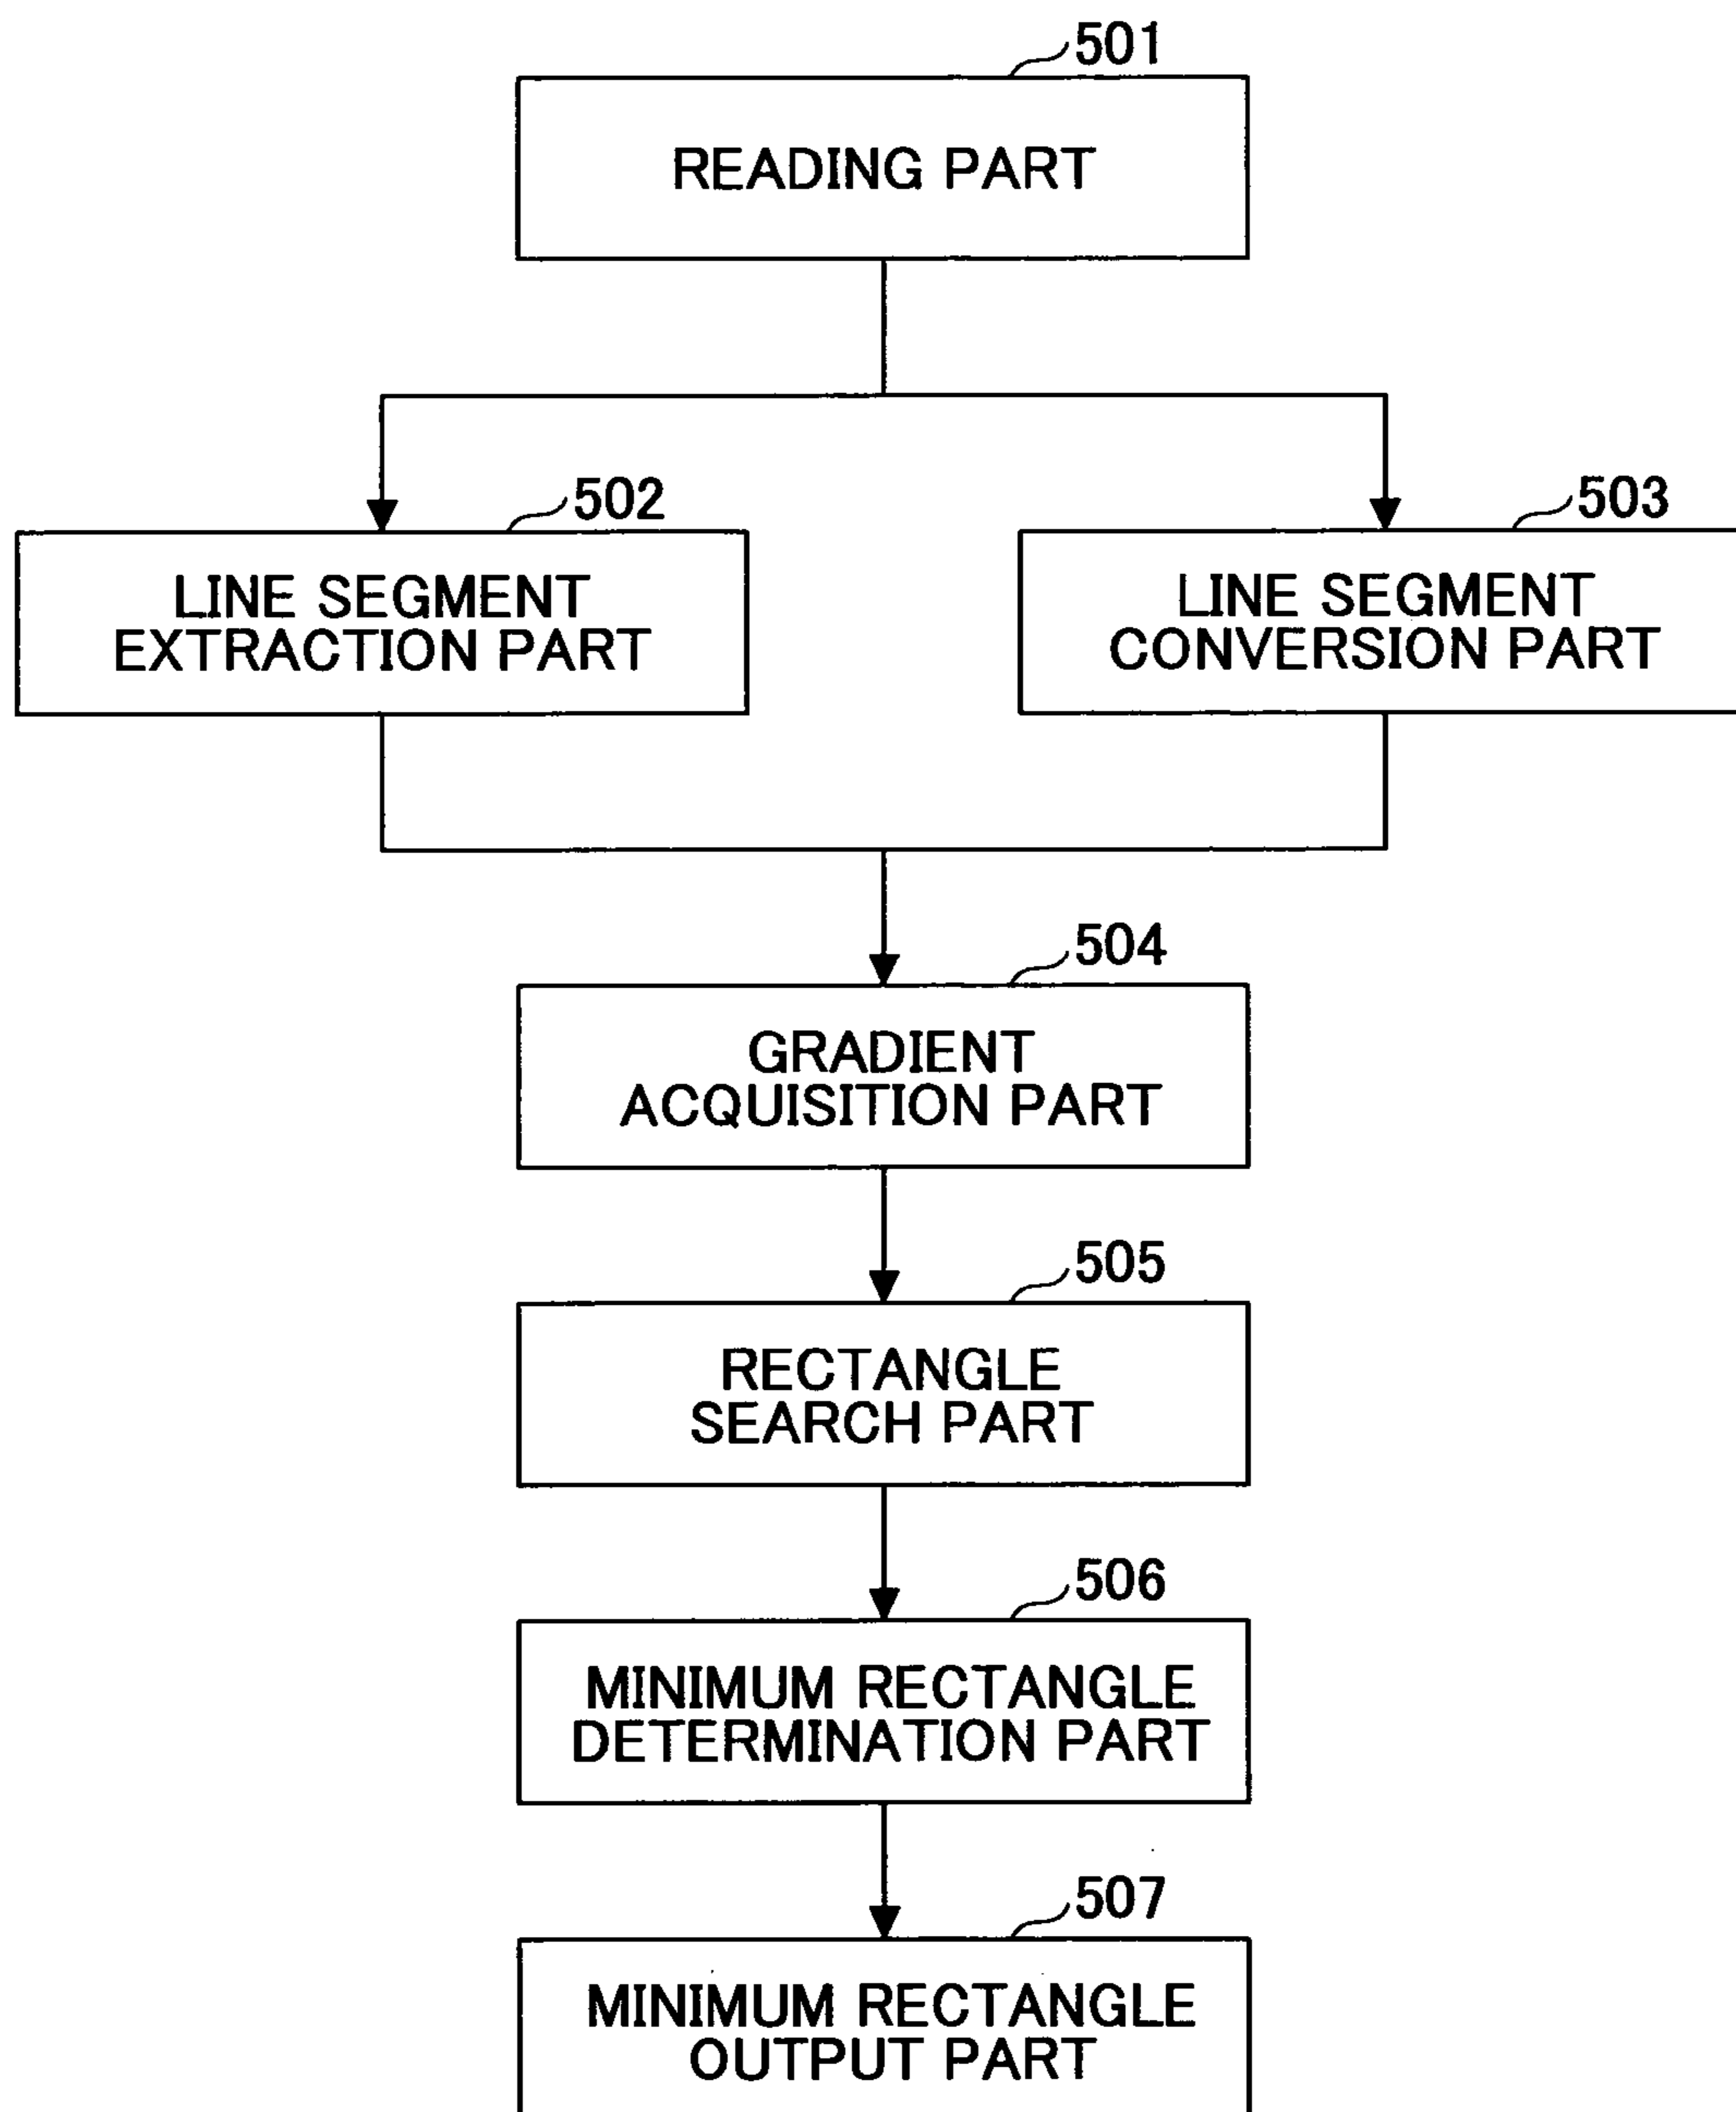 501
READING PART
502
LINE SEGMENT
EXTRACTION PART
503
LINE SEGMENT
CONVERSION PART
504
GRADIENT
ACQUISITION PART
505
RECTANGLE
SEARCH PART
506
MINIMUM RECTANGLE
DETERMINATION PART
507
MINIMUM RECTANGLE
OUTPUT PART